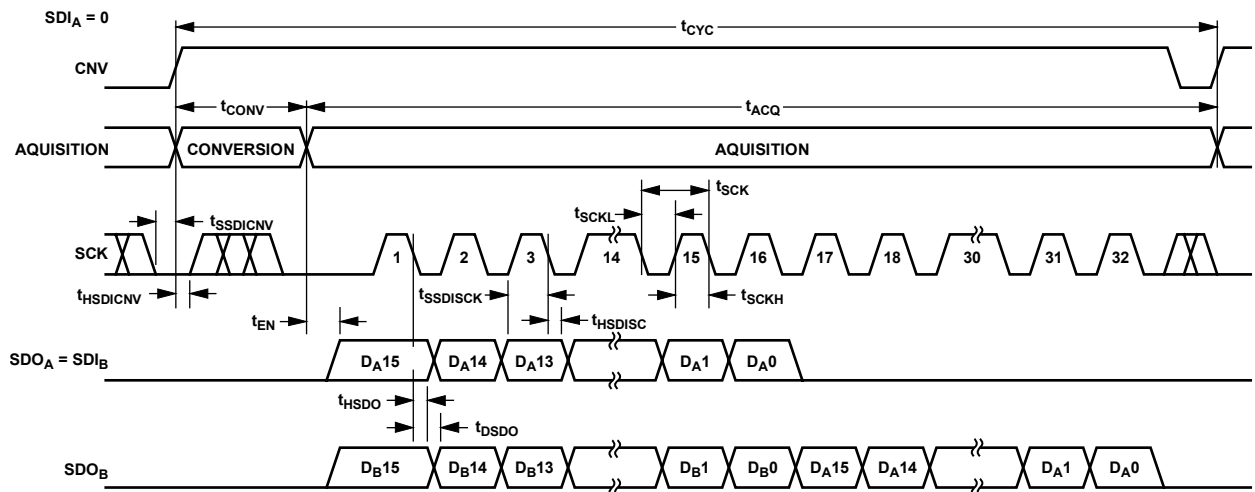 SDIA = 0
tCYC
CNV
tCONV
tACQ
AQUISITION CONVERSION AQUISITION
tSCK
tSCKL
tSSDICNV
SCK 1 2 3 14 15 16 17 18 30 31 32
tHSDICNV
tSSDISCK
tSCKH
tEN
tHSDISC
SDOA = SDIB DA15 DA14 DA13 DA1 DA0
tHSDO
tDSDO
SDOB DB15 DB14 DB13 DB1 DB0 DA15 DA14 DA1 DA0